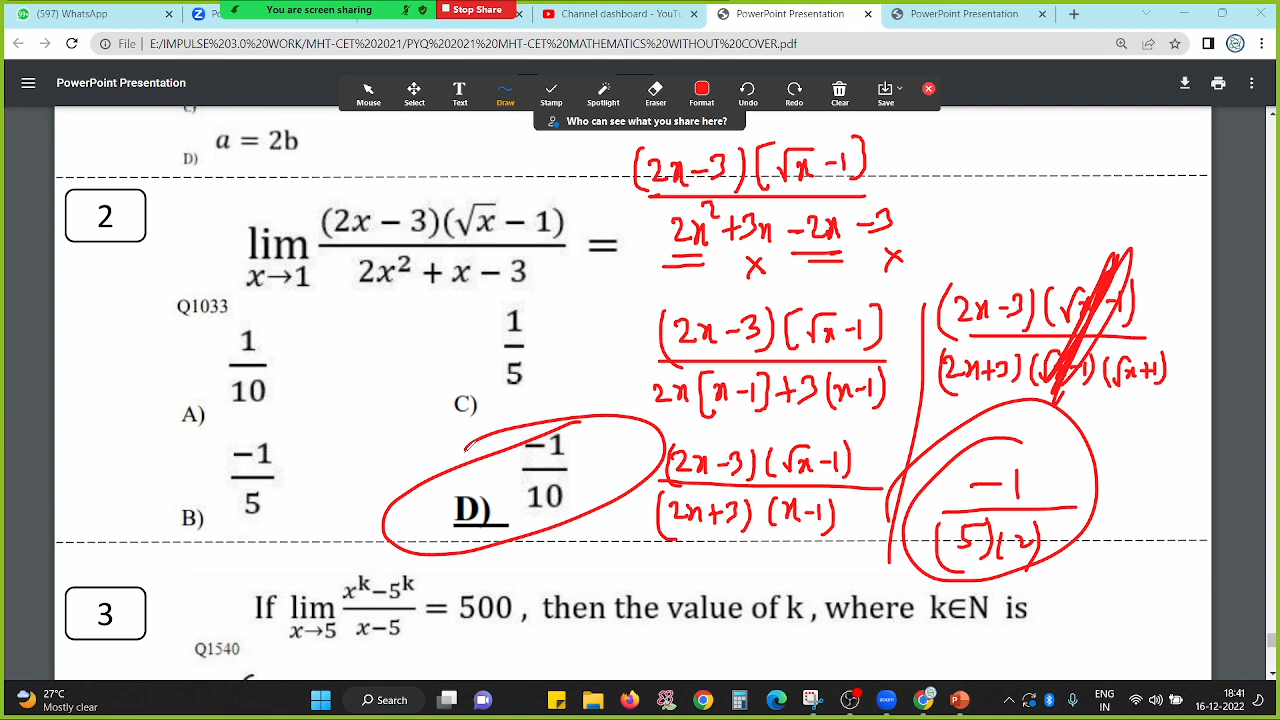 (597) WhatsApp
You are screen sharing
Stop Share
Channel dashboard - YouTu
PowerPoint Presentation
PowerPoint Presentation
File | E:/IMPULSE%203.0%20WORK/MHT-CET%202021/PYQ%202021%20MHT-CET%20MATHEMATICS%20WITHOUT%20COVER.pdf
PowerPoint Presentation
Mouse Select Text Draw Stamp Spotlight Eraser Format Undo Redo Clear Save
Who can see what you share here?
D) a = 2b
2
lim x→1 (2x − 3)(√x − 1) / 2x² + x − 3 =
Q1033
A) 1/10
C) 1/5
B) −1/5
D) −1/10
(2x-3)[√x-1]
2x²+3x-2x-3
x x
(2x-3)[√x-1]
2x[x-1]+3(x-1)
(2x-3)(√x-1)
(2x+3)(x-1)
(2x-3)(√x-1)
(2x+3)(√x-1)(√x+1)
-1
(5)(2)
3
If lim x→5 xᵏ−5ᵏ / x−5 = 500 , then the value of k , where k∈N is
Q1540
27°C
Mostly clear
Search
zoom
ENG
IN
18:41
16-12-2022